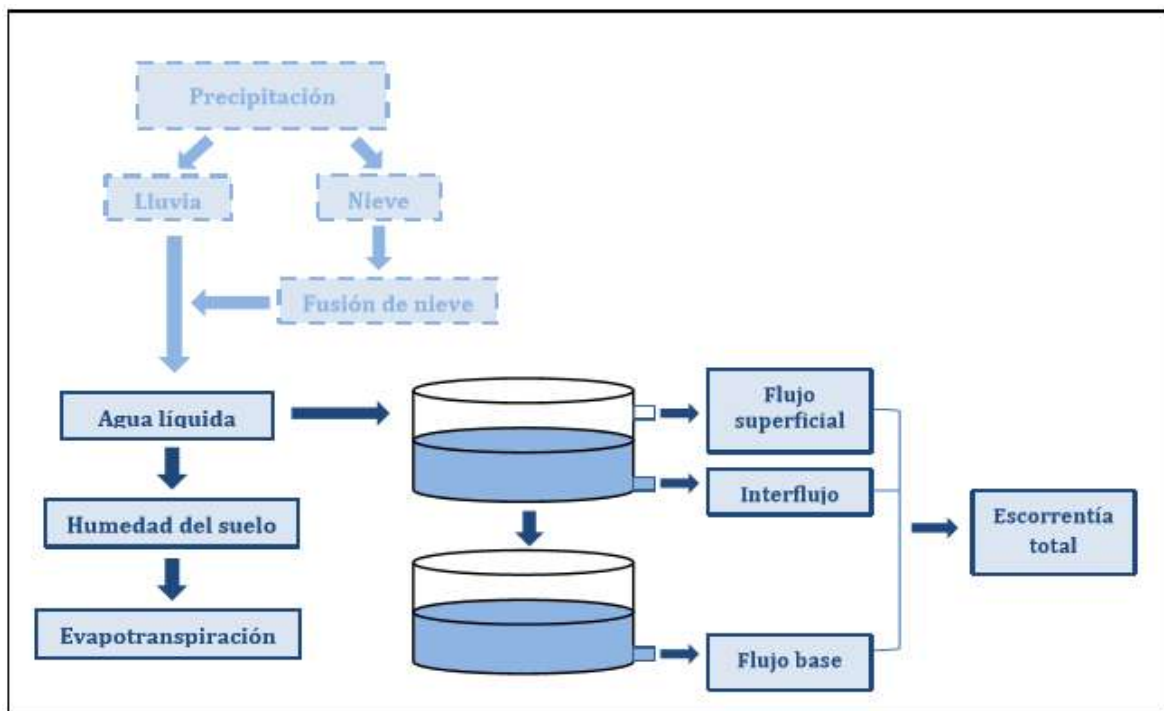 Precipitación
Lluvia
Nieve
Fusión de nieve
Agua líquida
Humedad del suelo
Evapotranspiración
Flujo
superficial
Interflujo
Flujo base
Escorrentía
total